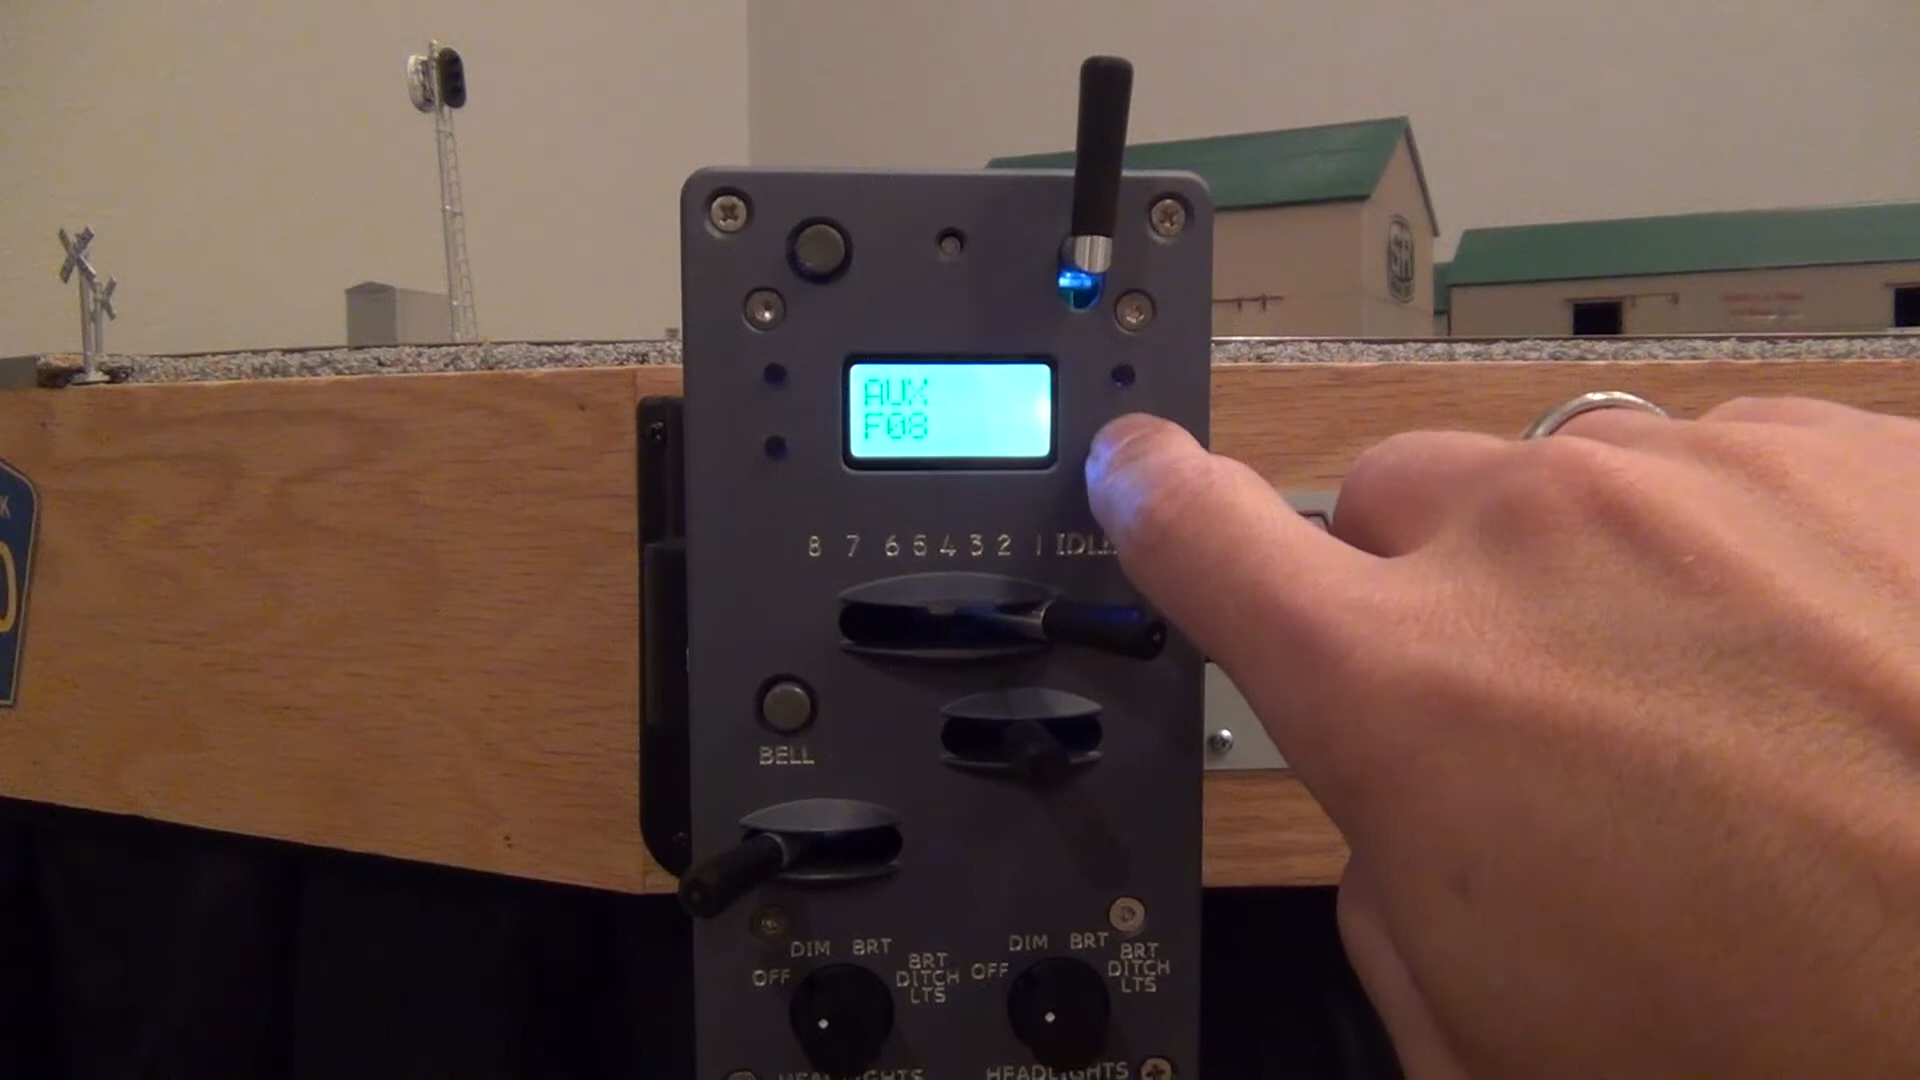 AUX
F08
8 7 6 5 4 3 2 1 IDLE
BELL
OFF DIM BRT BRT DITCH LTS
OFF DIM BRT BRT DITCH LTS
HEADLIGHTS HEADLIGHTS